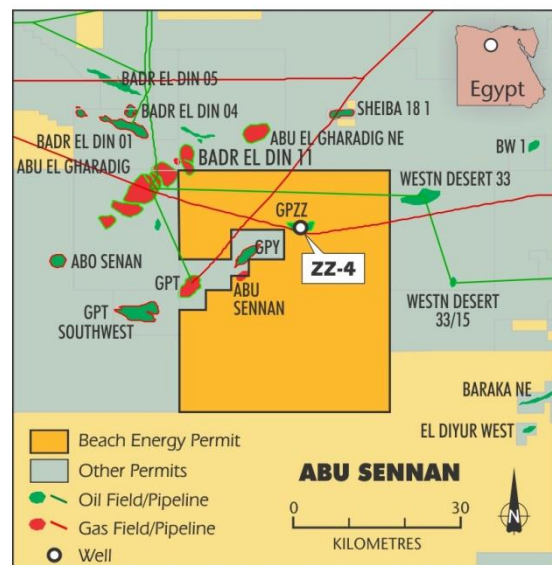 BADR EL DIN 05
Egypt
BADR EL DIN 04
SHEIBA 18 1
BADR EL DIN 01
ABU EL GHARADIG NE
ABU EL GHARADIG
BADR EL DIN 11
BW 1
WESTN DESERT 33
GPZZ
ABO SENAN
GPY
ZZ-4
GPT
ABU
SENNAN
GPT
SOUTHWEST
WESTN DESERT
33/15
BARAKA NE
EL DIYUR WEST
Beach Energy Permit
Other Permits
Oil Field/Pipeline
Gas Field/Pipeline
Well
ABU SENNAN
0 30
KILOMETRES
N